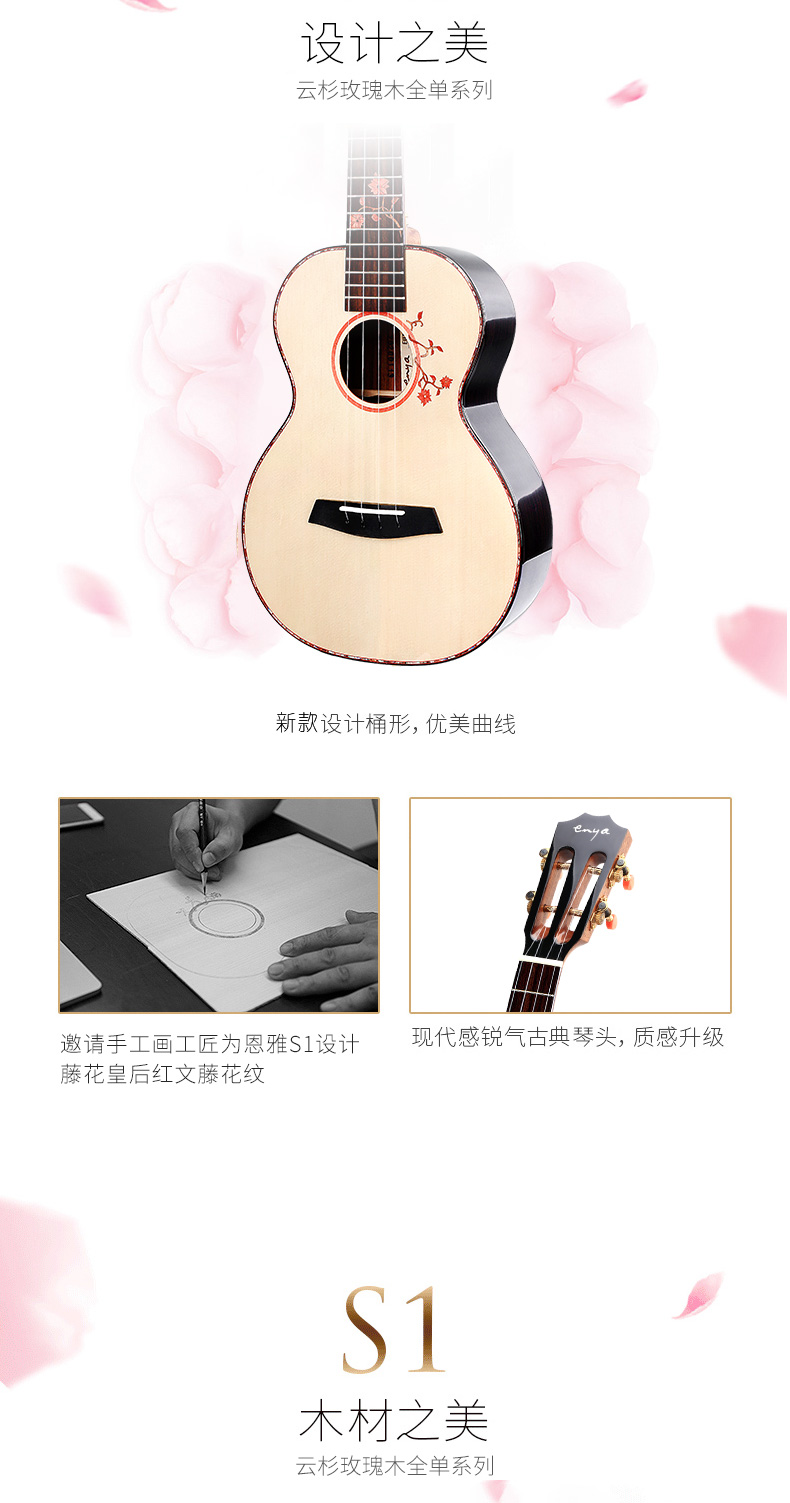 设计之美
云杉玫瑰木全单系列
enya
新款设计桶形，优美曲线
enya
邀请手工画工匠为恩雅S1设计
藤花皇后红文藤花纹
现代感锐气古典琴头，质感升级
S1
木材之美
云杉玫瑰木全单系列